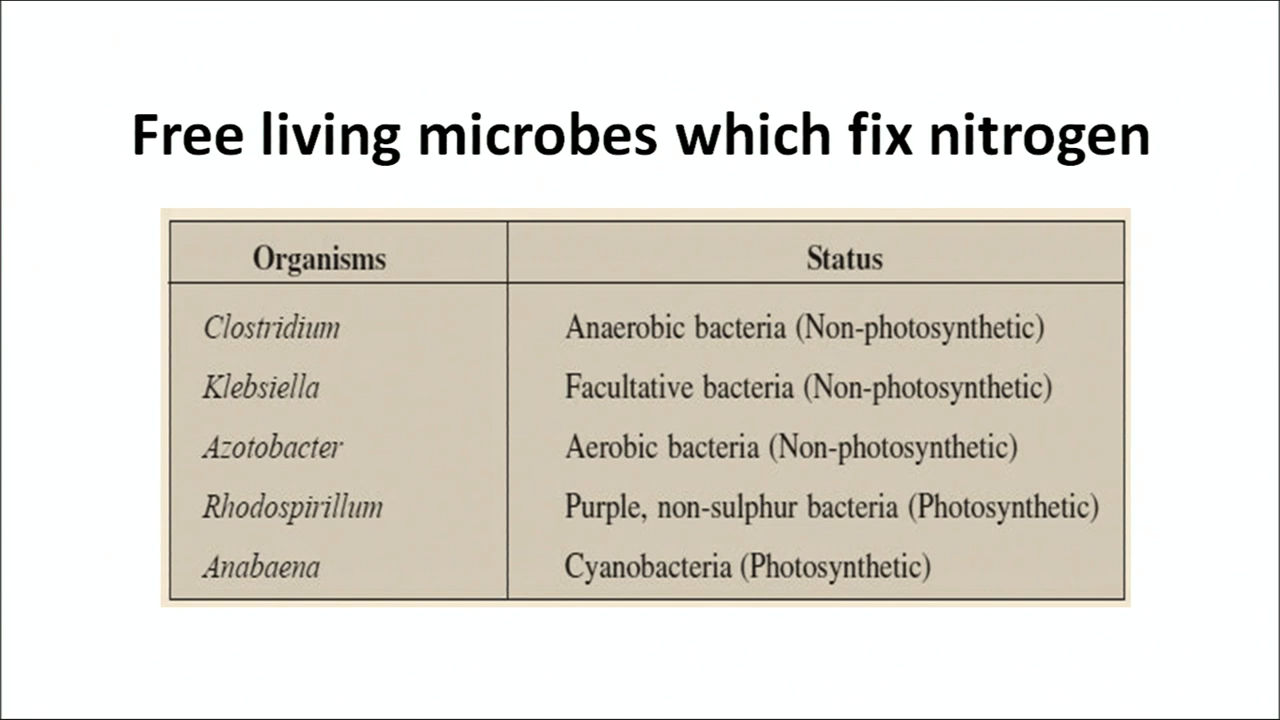 Free living microbes which fix nitrogen
Organisms Status
Clostridium Anaerobic bacteria (Non-photosynthetic)
Klebsiella Facultative bacteria (Non-photosynthetic)
Azotobacter Aerobic bacteria (Non-photosynthetic)
Rhodospirillum Purple, non-sulphur bacteria (Photosynthetic)
Anabaena Cyanobacteria (Photosynthetic)